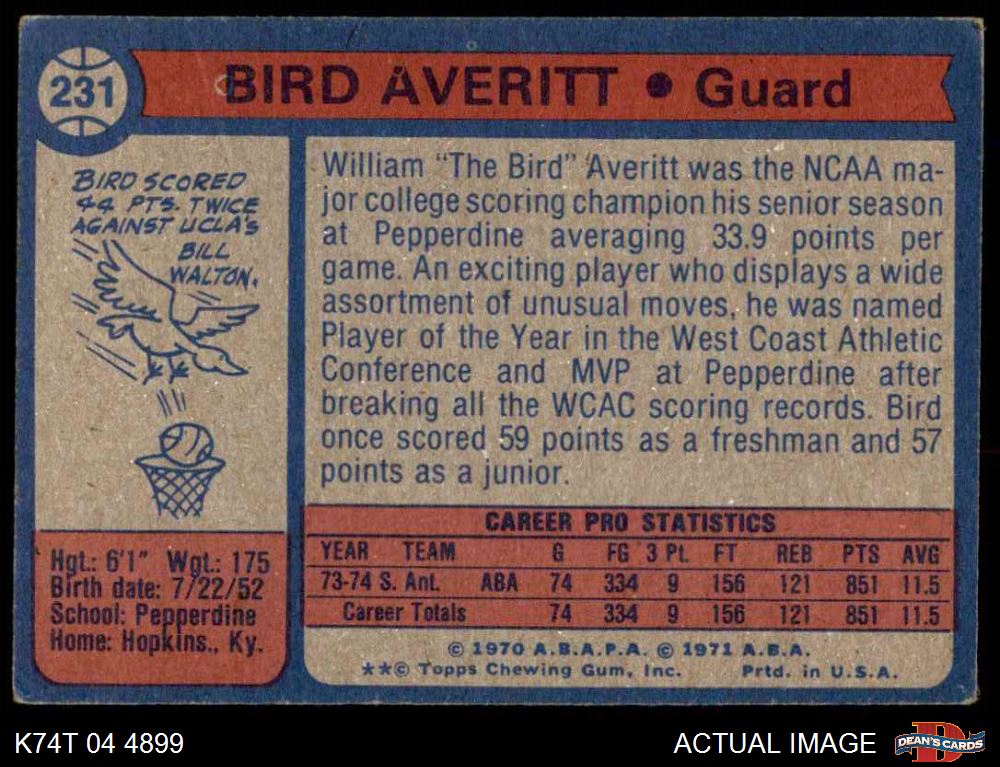 231
BIRD AVERITT • Guard
BIRD SCORED
44 PTS. TWICE
AGAINST UCLA'S
BILL
WALTON.
William "The Bird" Averitt was the NCAA ma-
jor college scoring champion his senior season
at Pepperdine averaging 33.9 points per
game. An exciting player who displays a wide
assortment of unusual moves, he was named
Player of the Year in the West Coast Athletic
Conference and MVP at Pepperdine after
breaking all the WCAC scoring records. Bird
once scored 59 points as a freshman and 57
points as a junior.
Hgt.: 6'1" Wgt.: 175
Birth date: 7/22/52
School: Pepperdine
Home: Hopkins., Ky.
CAREER PRO STATISTICS
YEAR TEAM G FG 3 Pt. FT REB PTS AVG
73-74 S. Ant. ABA 74 334 9 156 121 851 11.5
Career Totals 74 334 9 156 121 851 11.5
© 1970 A.B.A.P.A. © 1971 A.B.A.
**© Topps Chewing Gum, Inc. Prtd. in U.S.A.
K74T 04 4899
ACTUAL IMAGE
D
DEAN'S CARDS